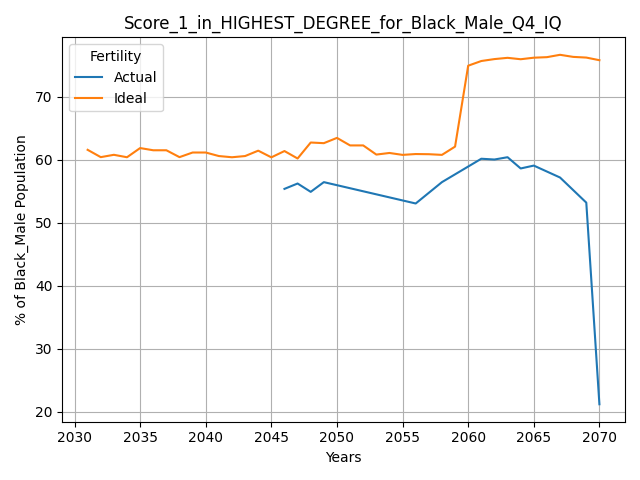 Score_1_in_HIGHEST_DEGREE_for_Black_Male_Q4_IQ
Fertility
Actual
Ideal
% of Black_Male Population
70
60
50
40
30
20
2030 2035 2040 2045 2050 2055 2060 2065 2070
Years